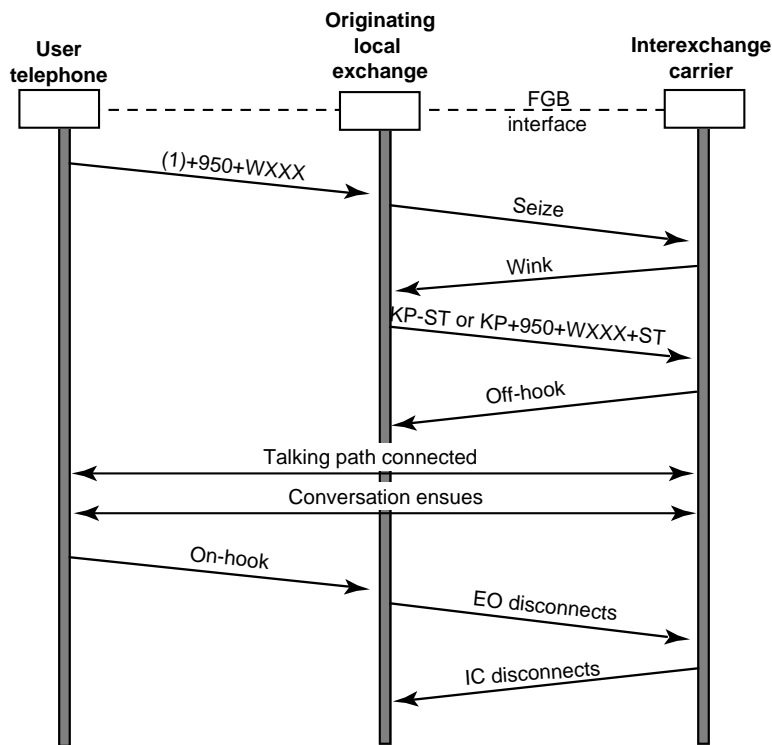 User
telephone
Originating
local
exchange
Interexchange
carrier
FGB
interface
(1)+950+WXXX
Seize
Wink
KP-ST or KP+950+WXXX+ST
Off-hook
Talking path connected
Conversation ensues
On-hook
EO disconnects
IC disconnects